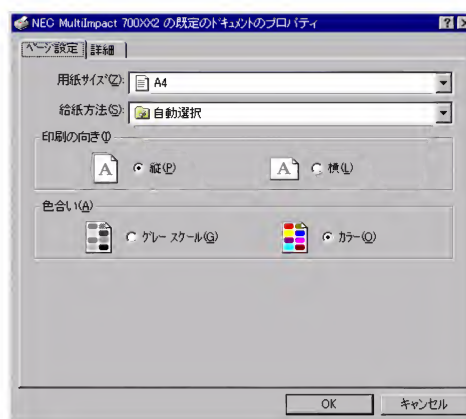 NEC MultiImpact 700XX2 の既定のドキュメントのプロパティ
ページ設定 詳細
用紙サイズ(Z): A4
給紙方法(S): 自動選択
印刷の向き(I)
A 縦(P) A 横(L)
色合い(A)
グレー スケール(G) カラー(O)
OK キャンセル